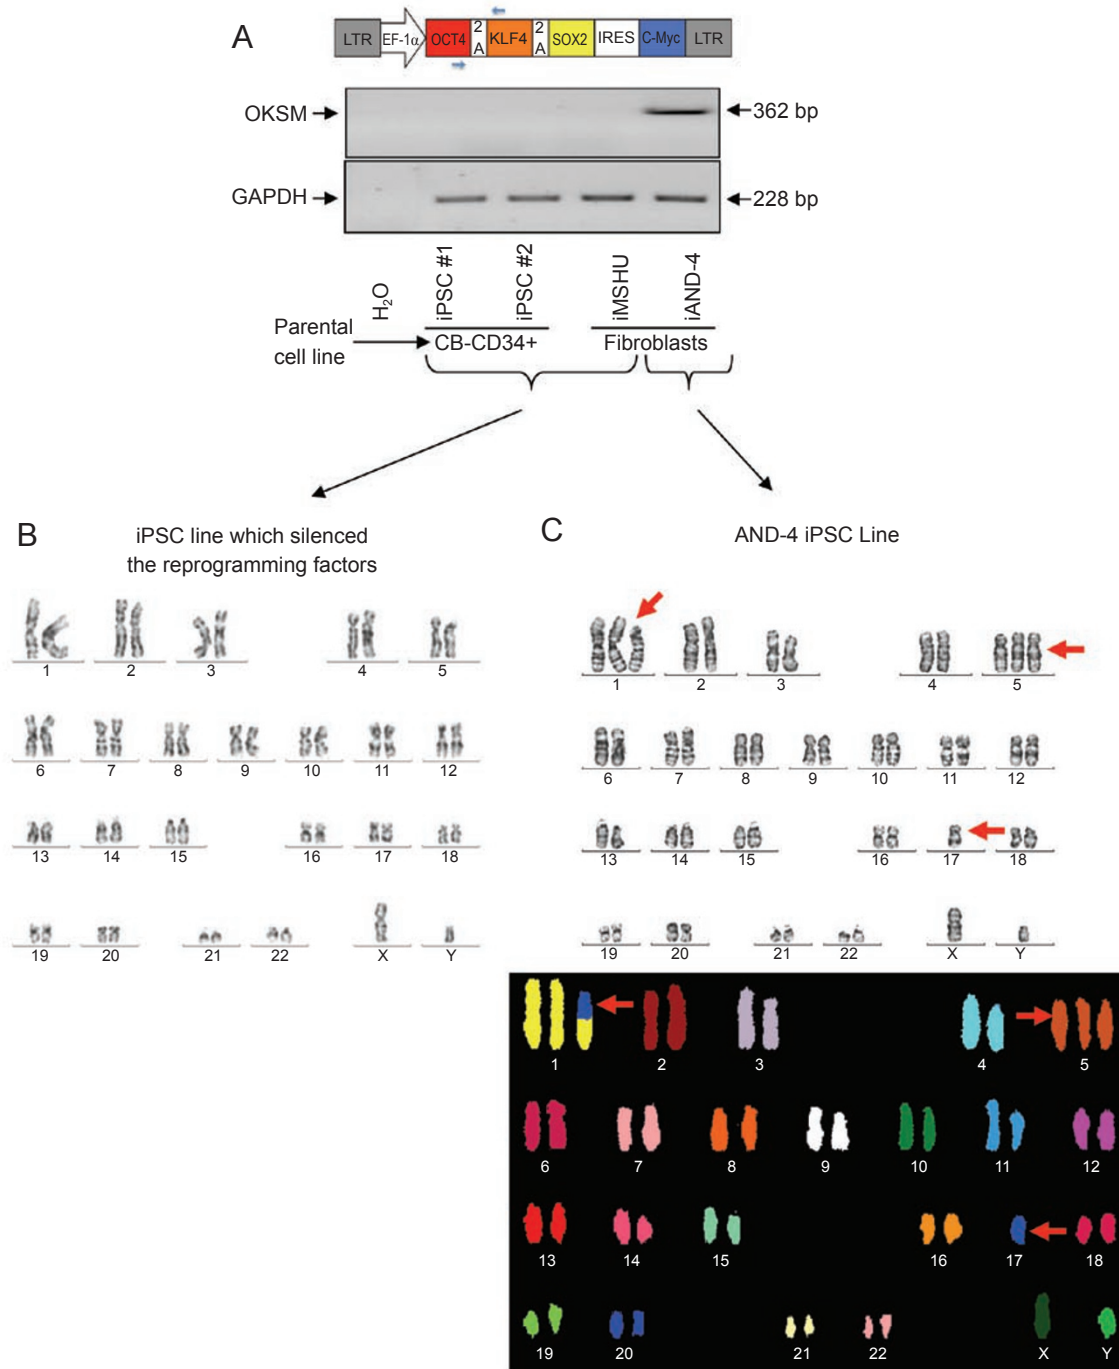 A
LTR EF-1α OCT4 2A KLF4 2A SOX2 IRES C-Myc LTR
OKSM 362 bp
GAPDH 228 bp
H2O iPSC #1 iPSC #2 iMSHU iAND-4
Parental cell line CB-CD34+ Fibroblasts
B
iPSC line which silenced
the reprogramming factors
1 2 3 4 5
6 7 8 9 10 11 12
13 14 15 16 17 18
19 20 21 22 X Y
C
AND-4 iPSC Line
1 2 3 4 5
6 7 8 9 10 11 12
13 14 15 16 17 18
19 20 21 22 X Y
1 2 3 4 5
6 7 8 9 10 11 12
13 14 15 16 17 18
19 20 21 22 X Y